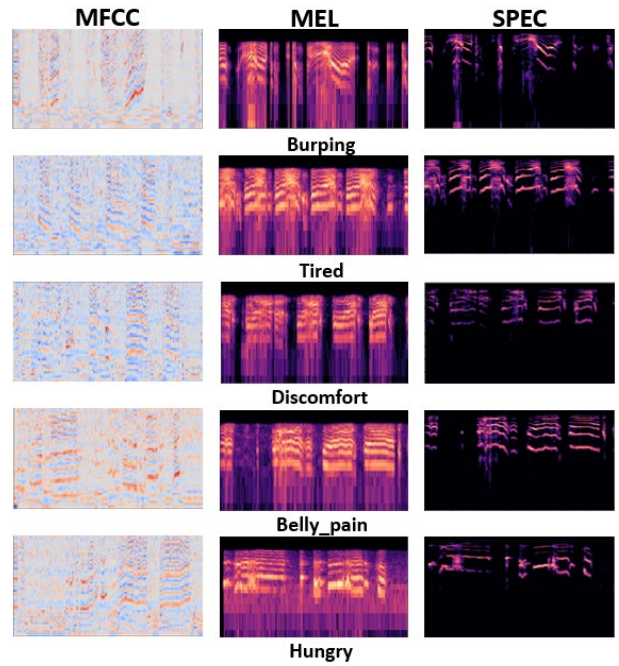 MFCC MEL SPEC
Burping
Tired
Discomfort
Belly_pain
Hungry